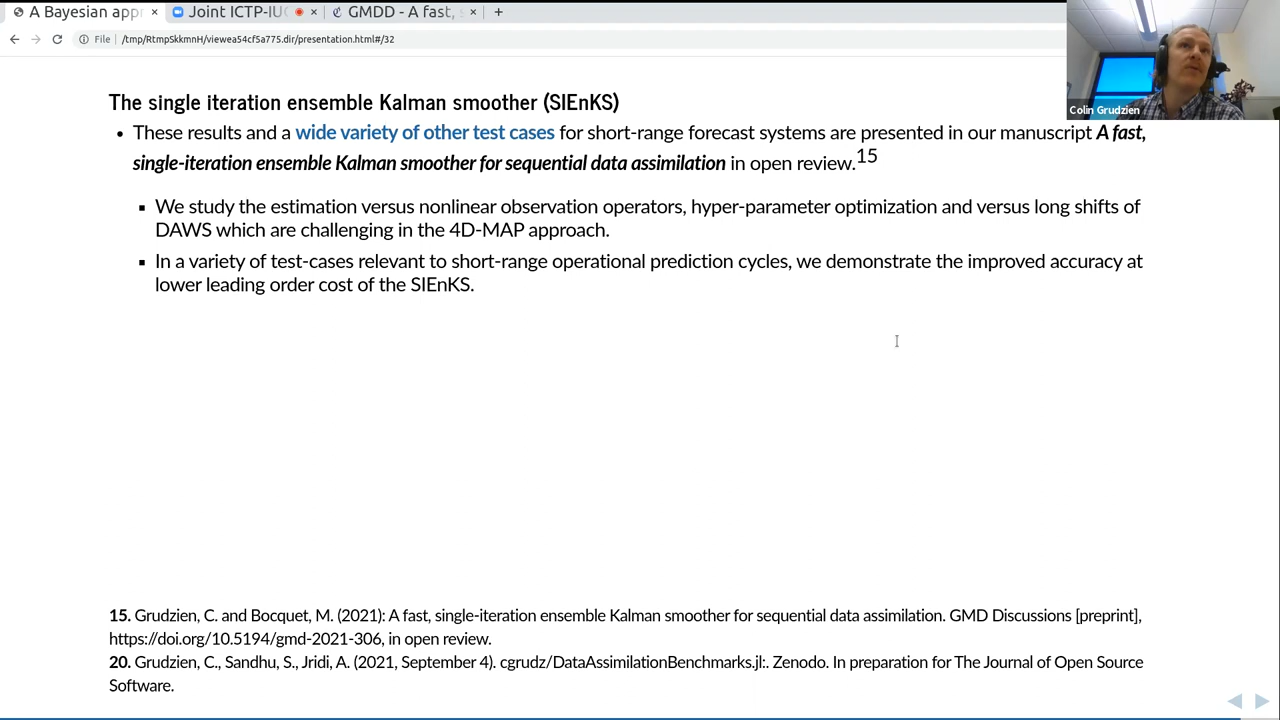 A Bayesian app
Joint ICTP-IU
GMDD - A fast,
File
/tmp/RtmpSkkmnH/viewea54cf5a775.dir/presentation.html#/32
Colin Grudzien
The single iteration ensemble Kalman smoother (SIEnKS)
• These results and a wide variety of other test cases for short-range forecast systems are presented in our manuscript A fast,
single-iteration ensemble Kalman smoother for sequential data assimilation in open review.15
▪ We study the estimation versus nonlinear observation operators, hyper-parameter optimization and versus long shifts of
DAWS which are challenging in the 4D-MAP approach.
▪ In a variety of test-cases relevant to short-range operational prediction cycles, we demonstrate the improved accuracy at
lower leading order cost of the SIEnKS.
15. Grudzien, C. and Bocquet, M. (2021): A fast, single-iteration ensemble Kalman smoother for sequential data assimilation. GMD Discussions [preprint],
https://doi.org/10.5194/gmd-2021-306, in open review.
20. Grudzien, C., Sandhu, S., Jridi, A. (2021, September 4). cgrudz/DataAssimilationBenchmarks.jl:. Zenodo. In preparation for The Journal of Open Source
Software.